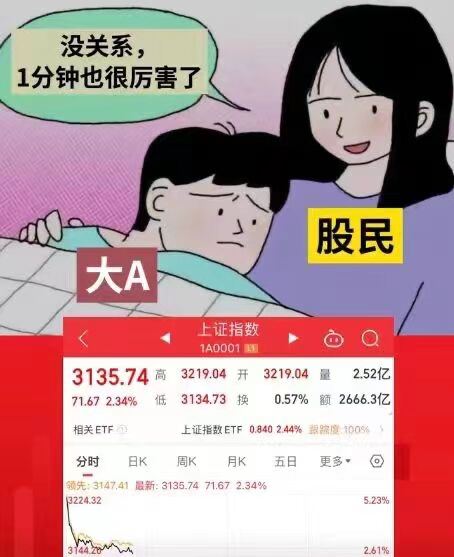 没关系，
1分钟也很厉害了
股民
大A
上证指数
1A0001 L1
3135.74 高 3219.04 开 3219.04 量 2.52亿
71.67 2.34% 低 3134.73 换 0.57% 额 2666.3亿
相关ETF 上证指数ETF 0.840 2.44% 跟踪度:100%
分时 日K 周K 月K 五日 更多
领先: 3147.41 最新: 3135.74 71.67 2.34%
3224.32 5.23%
3144.26 2.61%